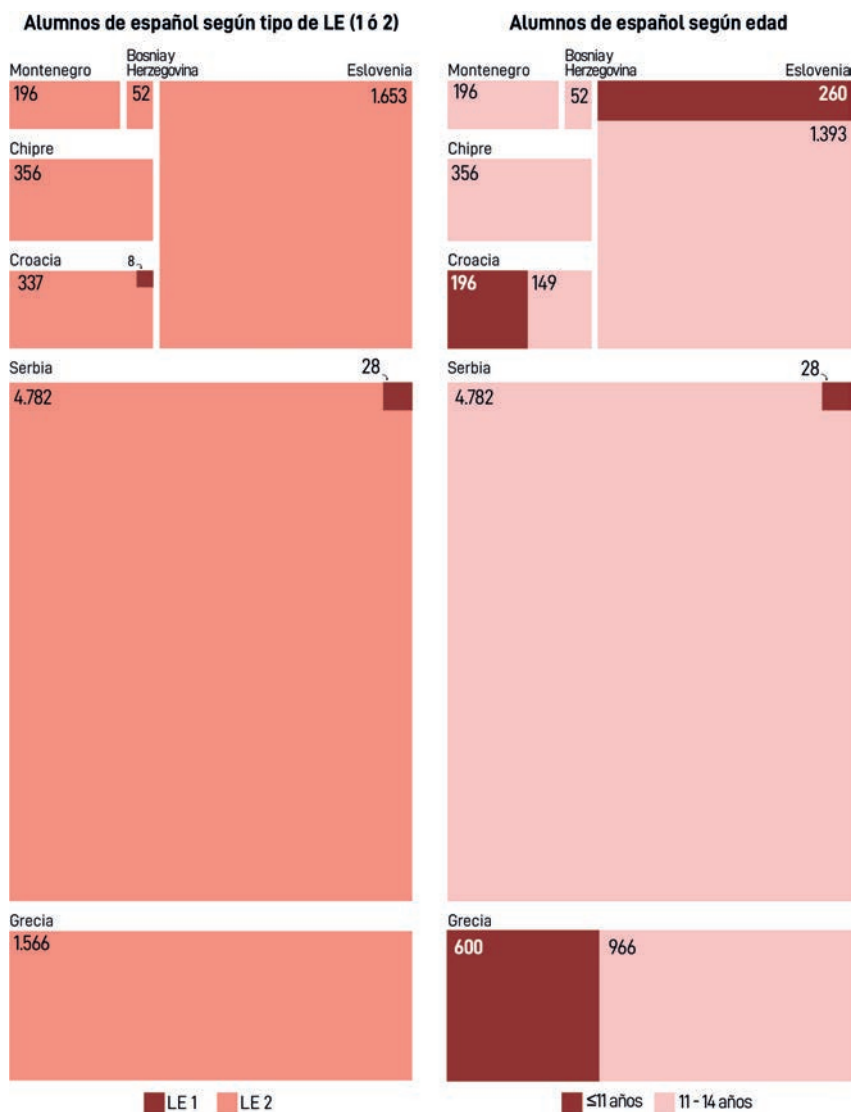 Alumnos de español según tipo de LE (1 ó 2)
Montenegro
Bosnia y
Herzegovina
Eslovenia
196
52
1.653
Chipre
356
Croacia
8
337
Serbia
28
4.782
Grecia
1.566
LE 1
LE 2
Alumnos de español según edad
Montenegro
Bosnia y
Herzegovina
Eslovenia
196
52
260
1.393
Chipre
356
Croacia
196
149
Serbia
28
4.782
Grecia
600
966
≤11 años
11 - 14 años